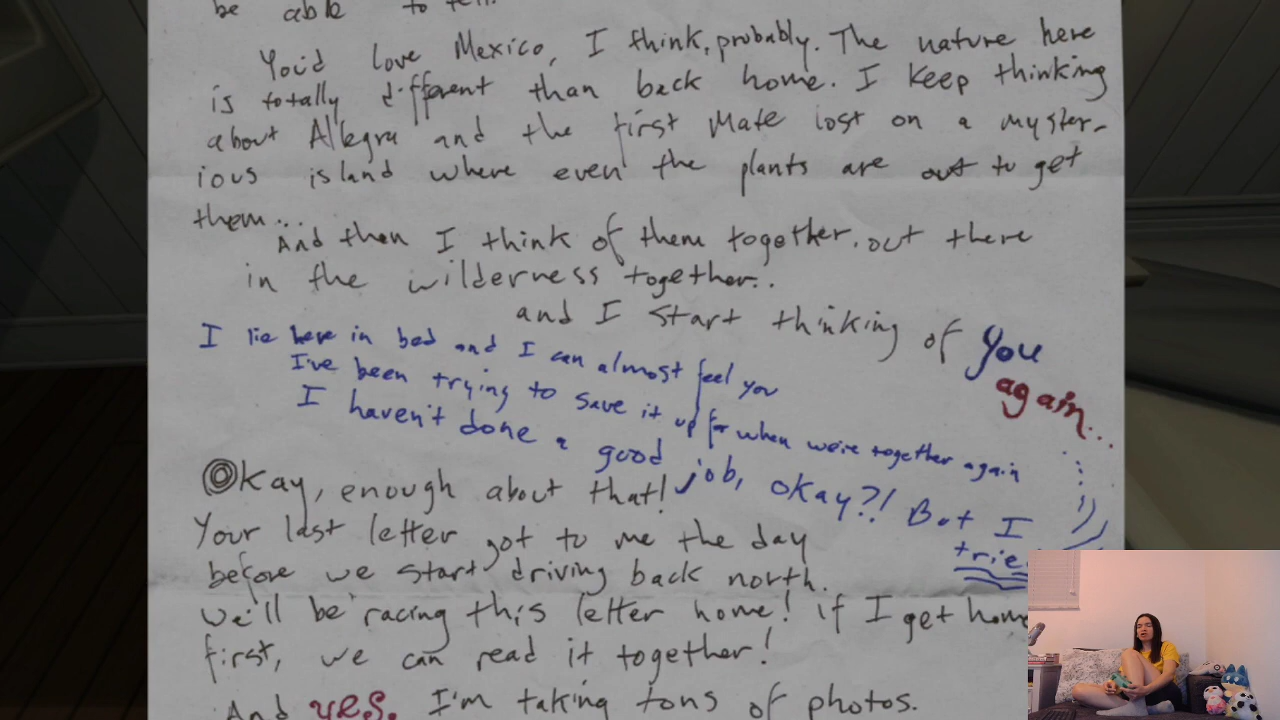 be able to tell.
You'd love Mexico, I think, probably. The nature here
is totally different than back home. I keep thinking
about Allegra and the first Mate lost on a myster-
ious island where even the plants are out to get
them...
And then I think of them together. out there
in the wilderness together..
and I start thinking of you
again...
I lie here in bed and I can almost feel you
I've been trying to save it up for when we're together again
I haven't done a good job, okay?! But I
trie
Okay, enough about that!
Your last letter got to me the day
before we start driving back north.
we'll be racing this letter home! if I get home
first, we can read it together!
And yes, I'm taking tons of photos.